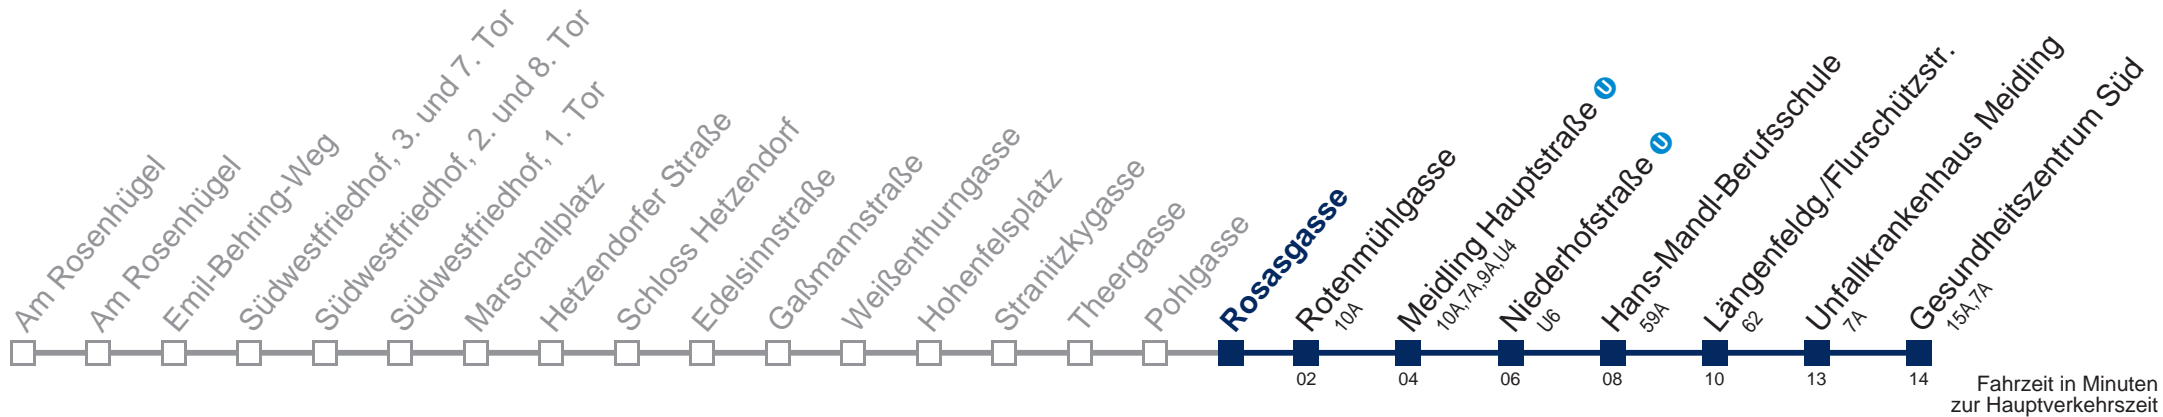 Am Rosenhügel
Am Rosenhügel
Emil-Behring-Weg
Südwestfriedhof, 3. und 7. Tor
Südwestfriedhof, 2. und 8. Tor
Südwestfriedhof, 1. Tor
Marschallplatz
Hetzendorfer Straße
Schloss Hetzendorf
Edelsinnstraße
Gaßmannstraße
Weißenthurngasse
Hohenfelsplatz
Stranitzkygasse
Theergasse
Pohlgasse
Rosasgasse
Rotenmühlgasse
10A
Meidling Hauptstraße U
10A,7A,9A,U4
Niederhofstraße U
U6
Hans-Mandl-Berufsschule
59A
Längenfeldg./Flurschützstr.
62
Unfallkrankenhaus Meidling
7A
Gesundheitszentrum Süd
15A,7A
02 04 06 08 10 13 14
Fahrzeit in Minuten
zur Hauptverkehrszeit